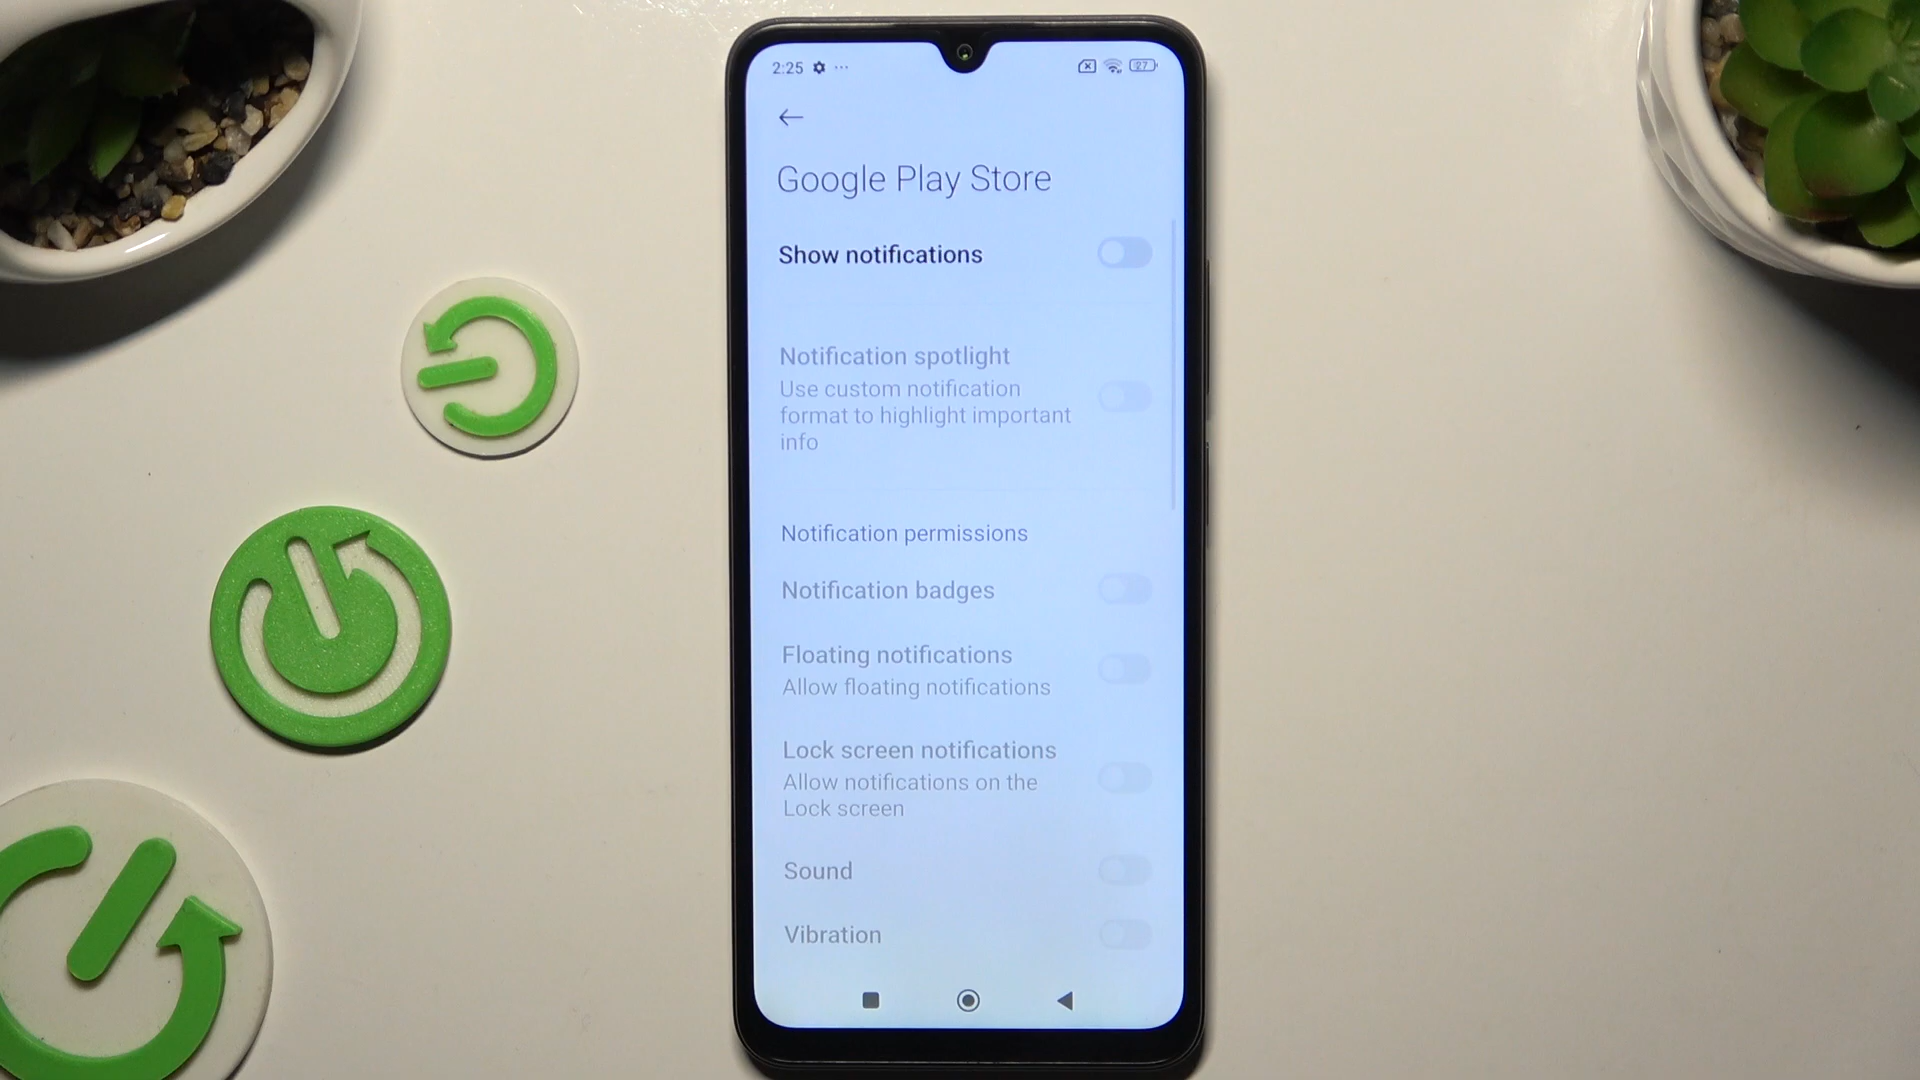 2:25 ··· 27
Google Play Store
Show notifications
Notification spotlight
Use custom notification
format to highlight important
info
Notification permissions
Notification badges
Floating notifications
Allow floating notifications
Lock screen notifications
Allow notifications on the
Lock screen
Sound
Vibration